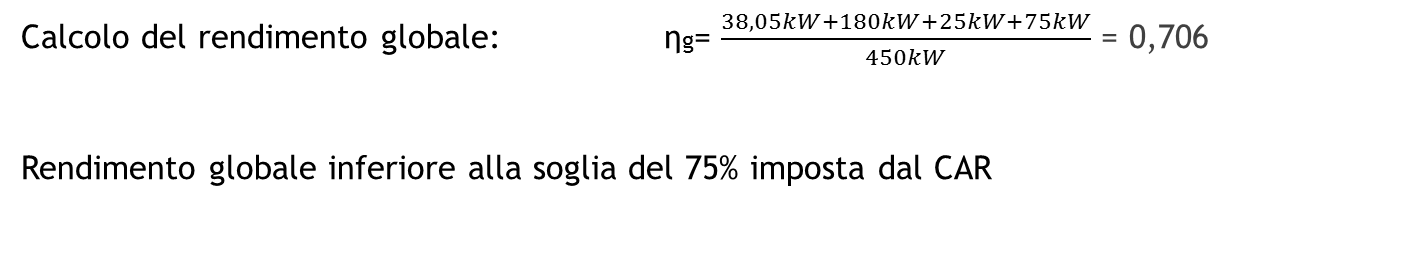 Calcolo del rendimento globale: ηg= \frac{38,05kW+180kW+25kW+75kW}{450kW} = 0,706
Rendimento globale inferiore alla soglia del 75% imposta dal CAR